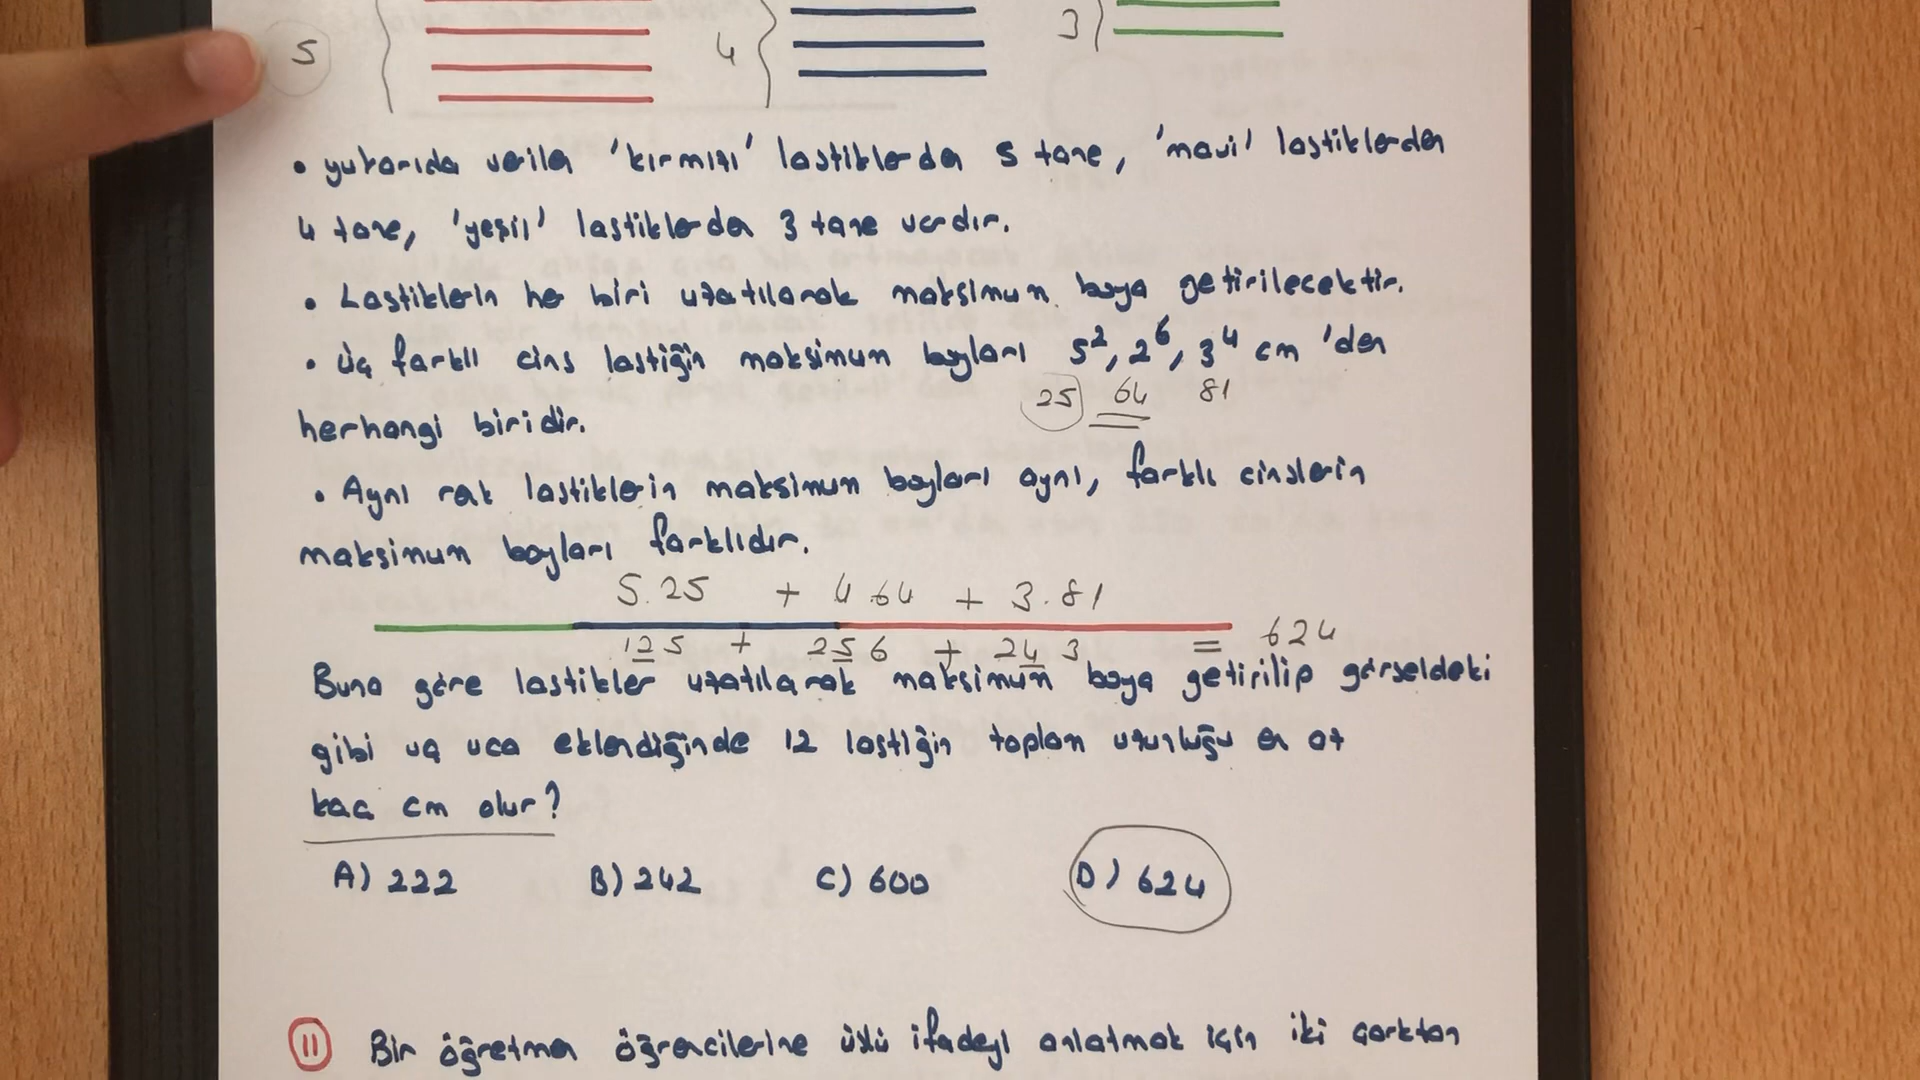 5 4 3
• yukarıda verilen 'kırmızı' lastiklerden 5 tane, 'mavi' lastiklerden
4 tane, 'yeşil' lastiklerden 3 tane vardır.
• Lastiklerin her biri uzatılarak maksimum boya getirilecektir.
• üç farklı cins lastiğin maksimum boyları 5², 2⁶, 3⁴ cm 'den
25 64 81
herhangi biridir.
• Aynı renk lastiklerin maksimum boyları aynı, farklı cinslerin
maksimum boyları farklıdır.
5.25 + 4.64 + 3.81
125 + 256 + 243 = 624
Buna göre lastikler uzatılarak maksimum boya getirilip görseldeki
gibi uç uca eklendiğinde 12 lastiğin toplam uzunluğu en az
kaç cm olur?
A) 222 B) 242 C) 600 D) 624
11 Bir öğretmen öğrencilerine üslü ifadeyi anlatmak için iki çarktan